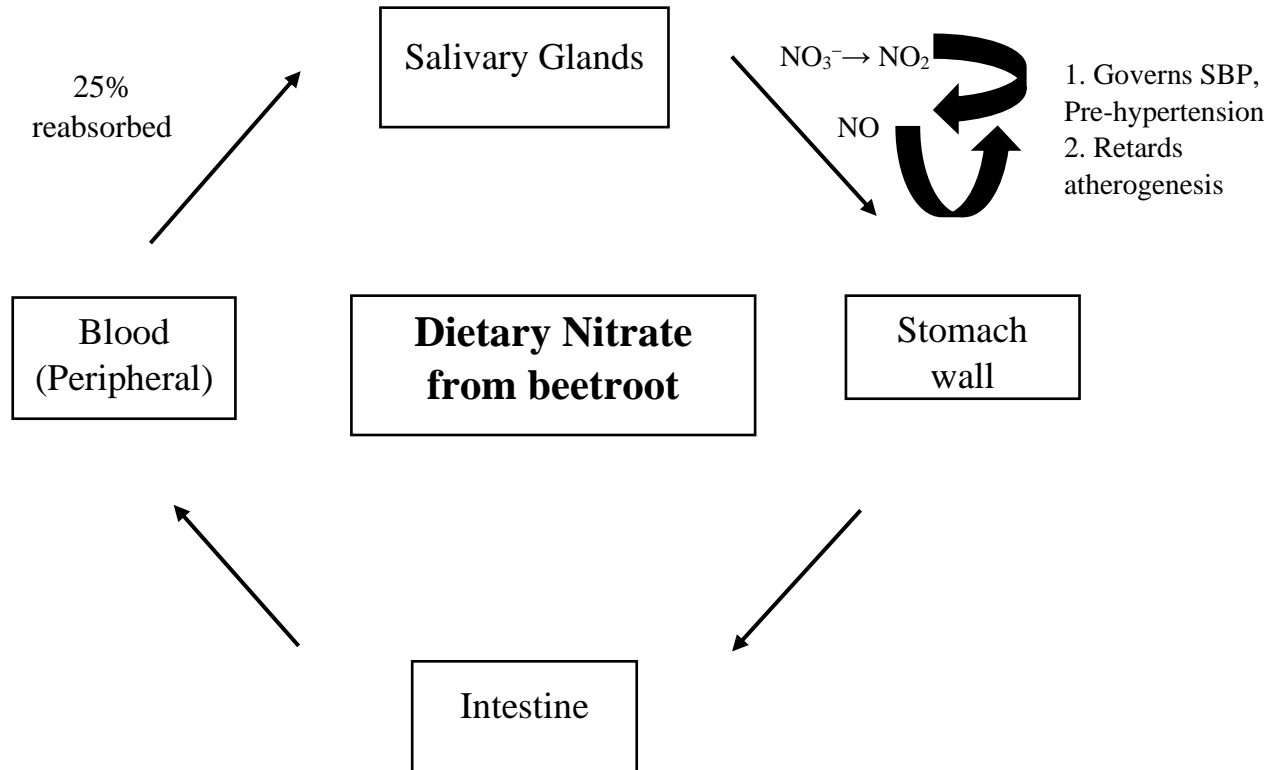 Salivary Glands
25%
reabsorbed
NO₃⁻→ NO₂
NO
1. Governs SBP,
Pre-hypertension
2. Retards
atherogenesis
Blood
(Peripheral)
Dietary Nitrate
from beetroot
Stomach
wall
Intestine